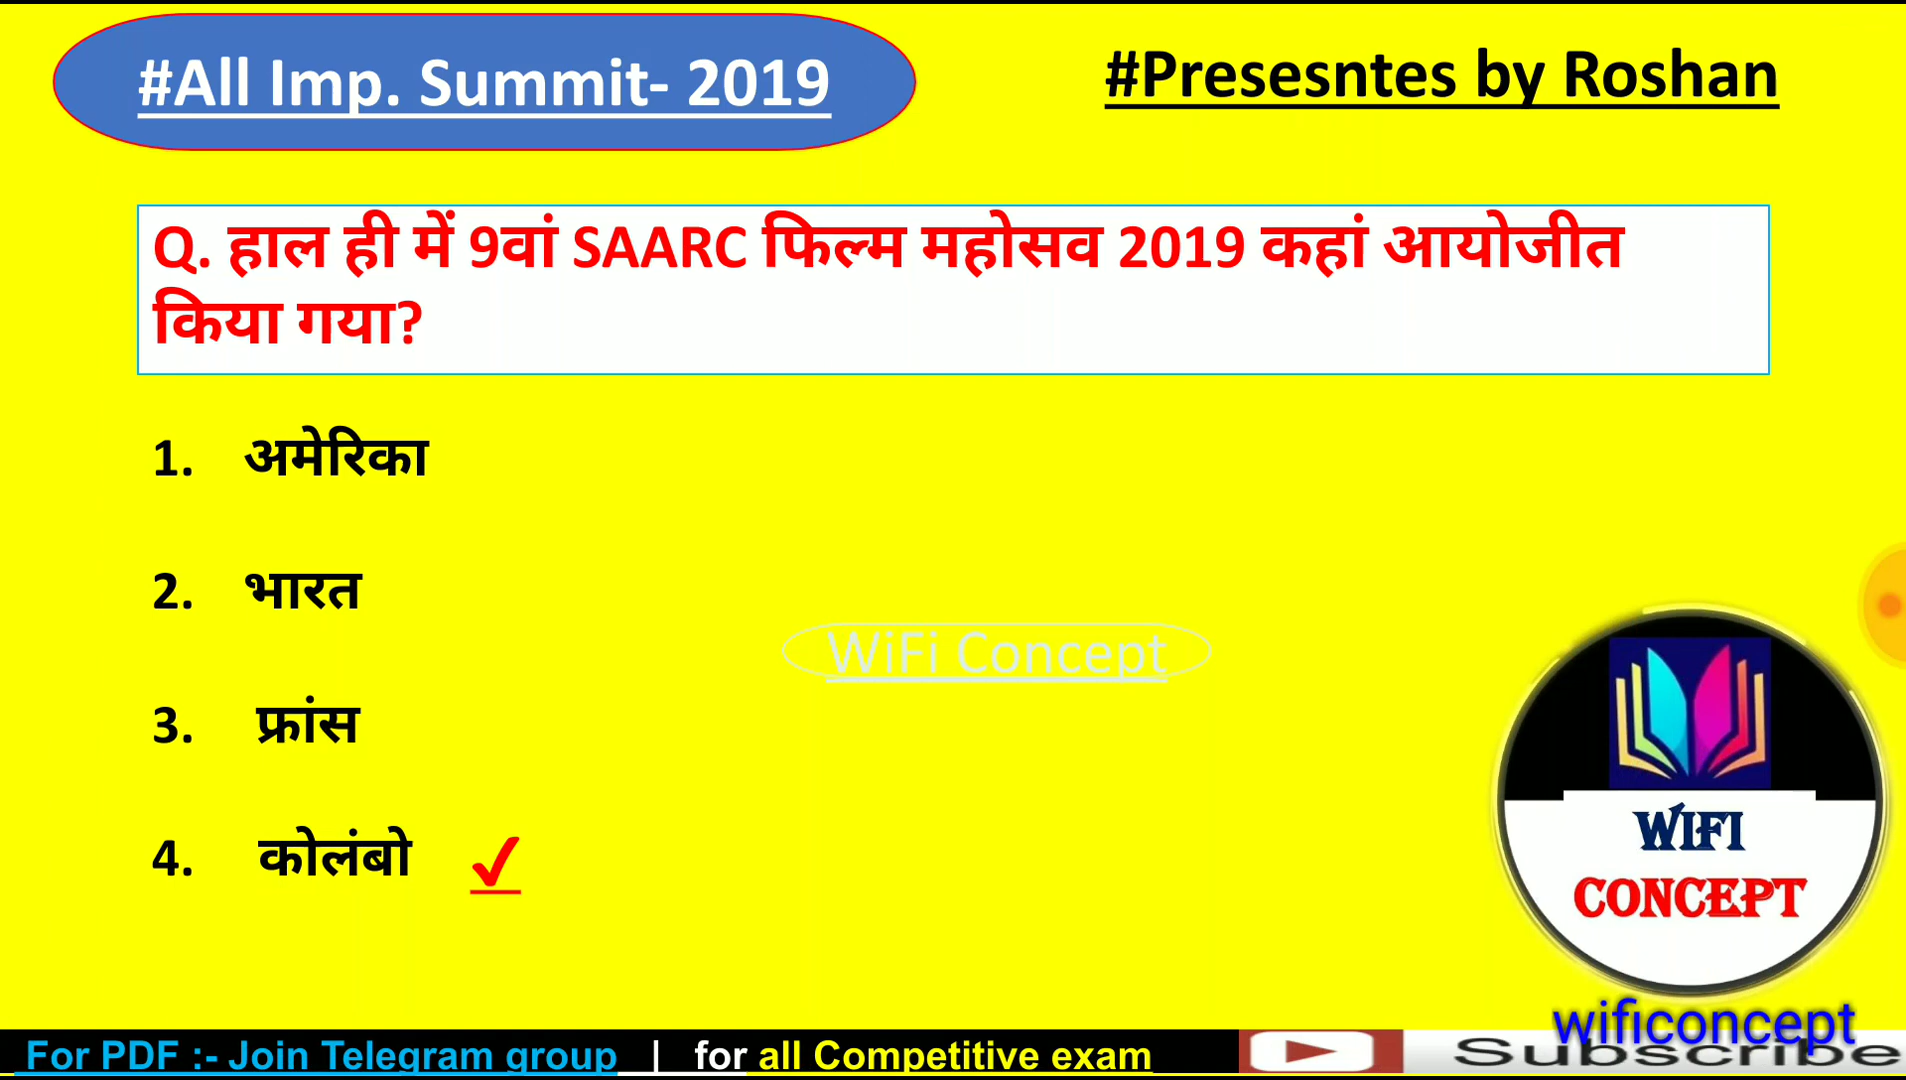 #All Imp. Summit- 2019
#Presesntes by Roshan
Q. हाल ही में 9वां SAARC फिल्म महोसव 2019 कहां आयोजीत
किया गया?
1. अमेरिका
2. भारत
WiFi Concept
3. फ्रांस
4. कोलंबो ✓
WIFI
CONCEPT
wificoncept
For PDF :- Join Telegram group | for all Competitive exam
Subscribe